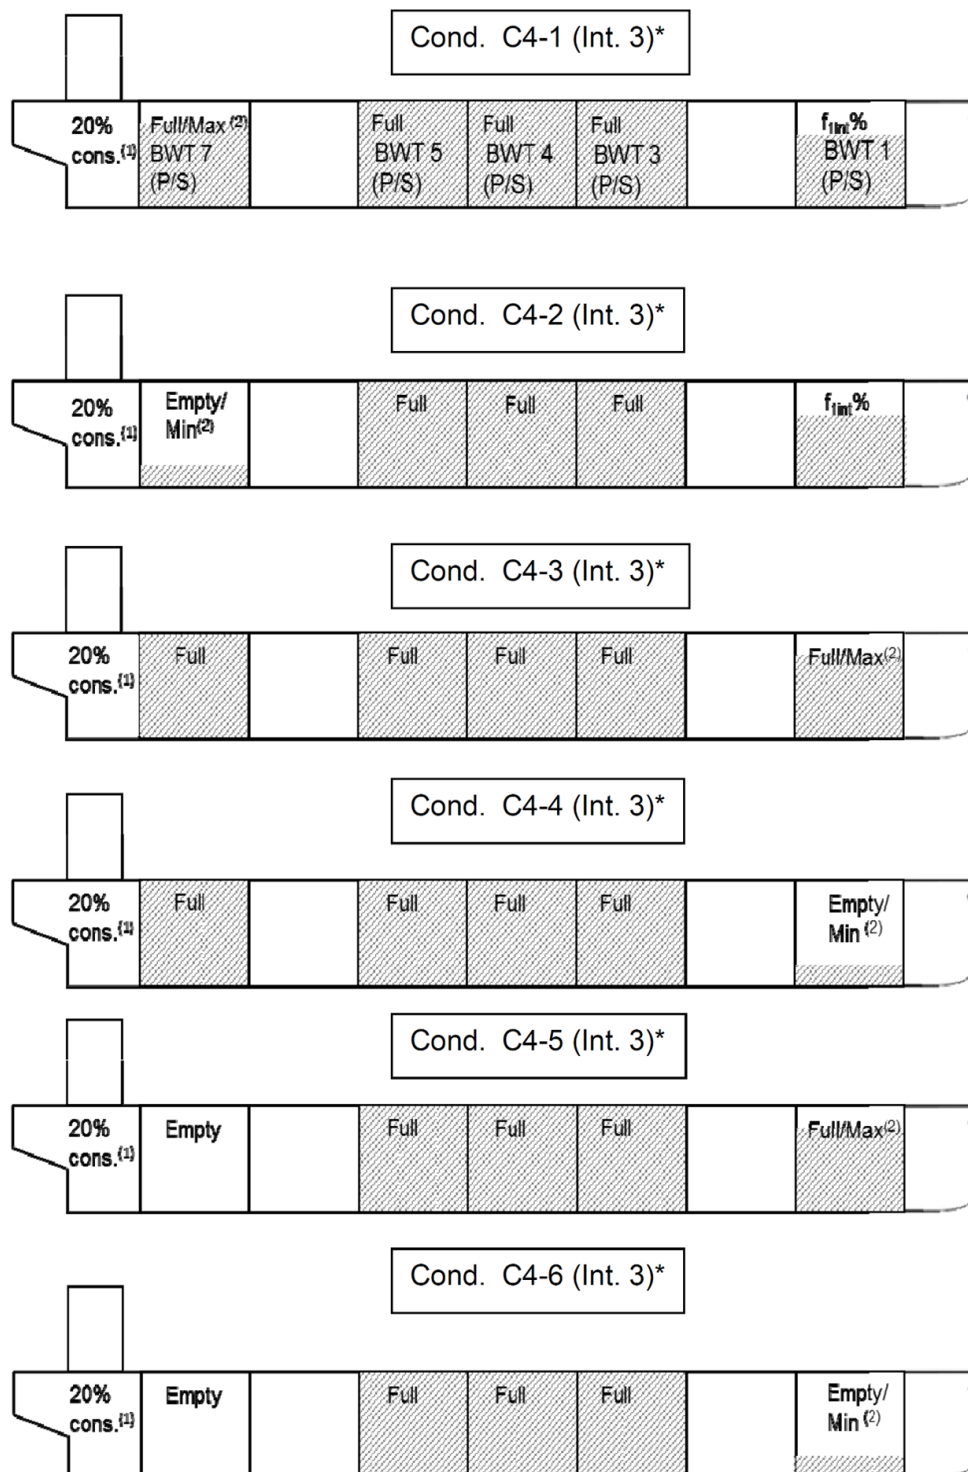 Cond. C4-1 (Int. 3)*
20% cons.(1)
Full/Max (2) BWT 7 (P/S)
Full BWT 5 (P/S)
Full BWT 4 (P/S)
Full BWT 3 (P/S)
f1int% BWT 1 (P/S)
Cond. C4-2 (Int. 3)*
20% cons.(1)
Empty/ Min(2)
Full
Full
Full
f1int%
Cond. C4-3 (Int. 3)*
20% cons.(1)
Full
Full
Full
Full
Full/Max(2)
Cond. C4-4 (Int. 3)*
20% cons.(1)
Full
Full
Full
Full
Empty/ Min (2)
Cond. C4-5 (Int. 3)*
20% cons.(1)
Empty
Full
Full
Full
Full/Max(2)
Cond. C4-6 (Int. 3)*
20% cons.(1)
Empty
Full
Full
Full
Empty/ Min (2)